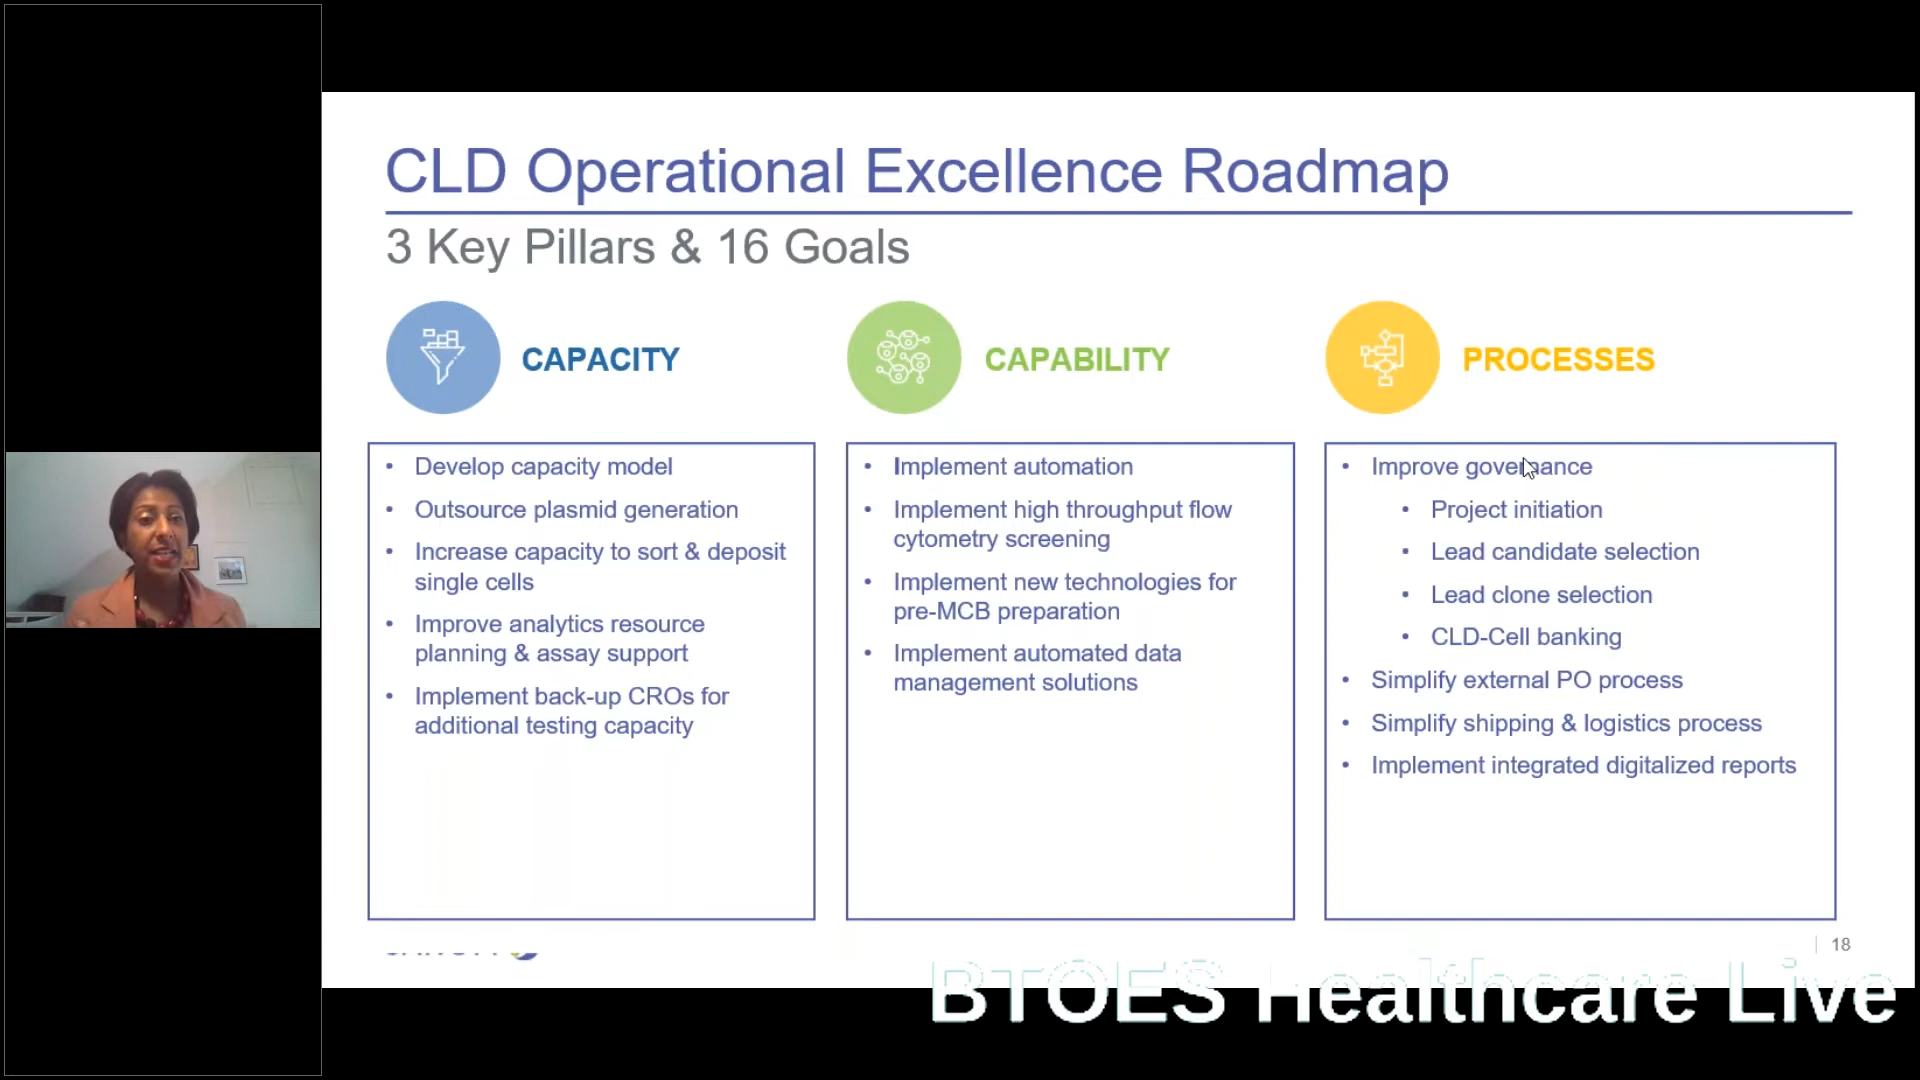 CLD Operational Excellence Roadmap
3 Key Pillars & 16 Goals
CAPACITY
• Develop capacity model
• Outsource plasmid generation
• Increase capacity to sort & deposit
single cells
• Improve analytics resource
planning & assay support
• Implement back-up CROs for
additional testing capacity
CAPABILITY
• Implement automation
• Implement high throughput flow
cytometry screening
• Implement new technologies for
pre-MCB preparation
• Implement automated data
management solutions
PROCESSES
• Improve governance
• Project initiation
• Lead candidate selection
• Lead clone selection
• CLD-Cell banking
• Simplify external PO process
• Simplify shipping & logistics process
• Implement integrated digitalized reports
18
BTOES Healthcare Live